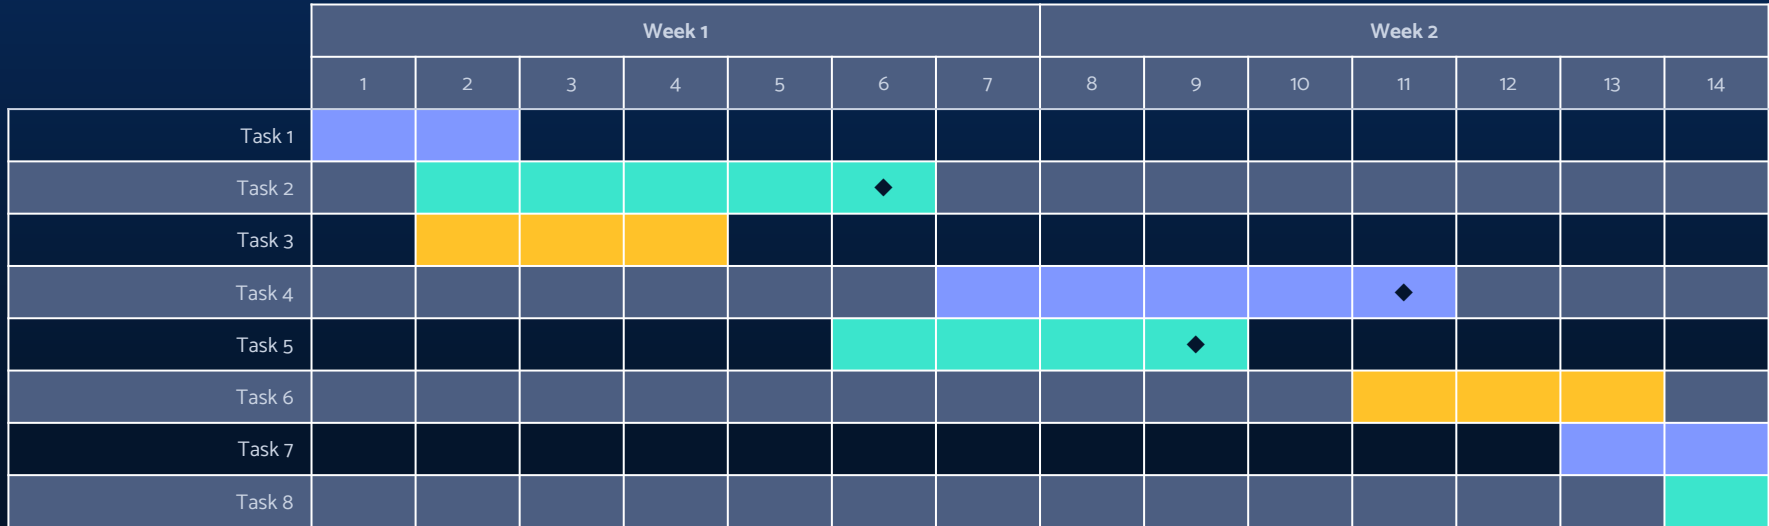 Week 1 Week 2
1 2 3 4 5 6 7 8 9 10 11 12 13 14
Task 1
Task 2
Task 3
Task 4
Task 5
Task 6
Task 7
Task 8